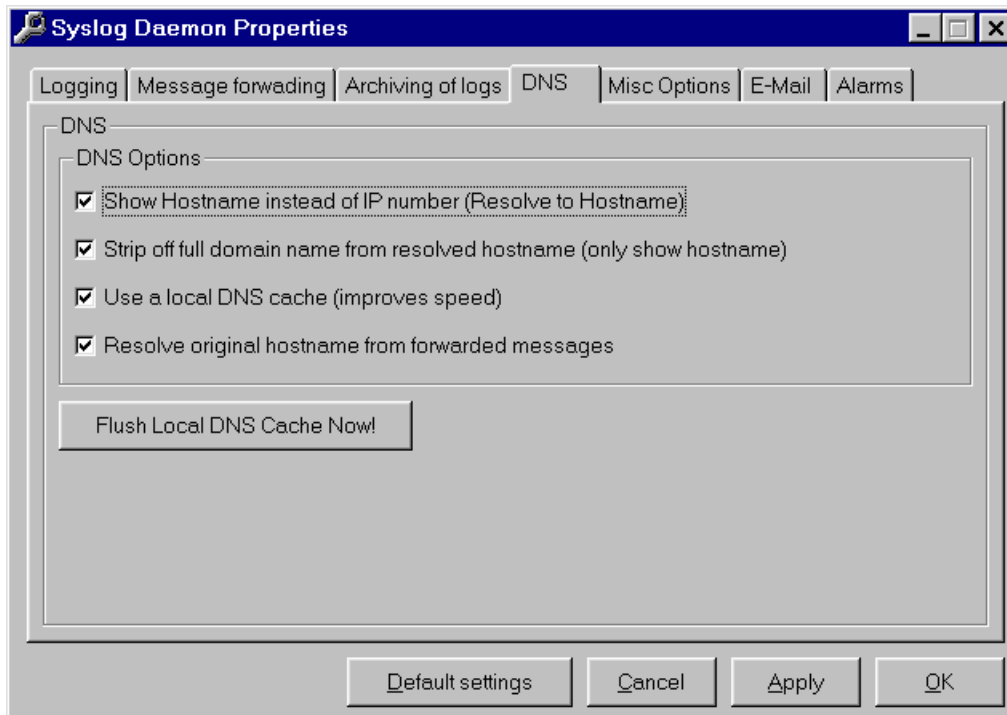 Syslog Daemon Properties
Logging Message forwading Archiving of logs DNS Misc Options E-Mail Alarms
DNS
DNS Options
Show Hostname instead of IP number (Resolve to Hostname)
Strip off full domain name from resolved hostname (only show hostname)
Use a local DNS cache (improves speed)
Resolve original hostname from forwarded messages
Flush Local DNS Cache Now!
Default settings Cancel Apply OK